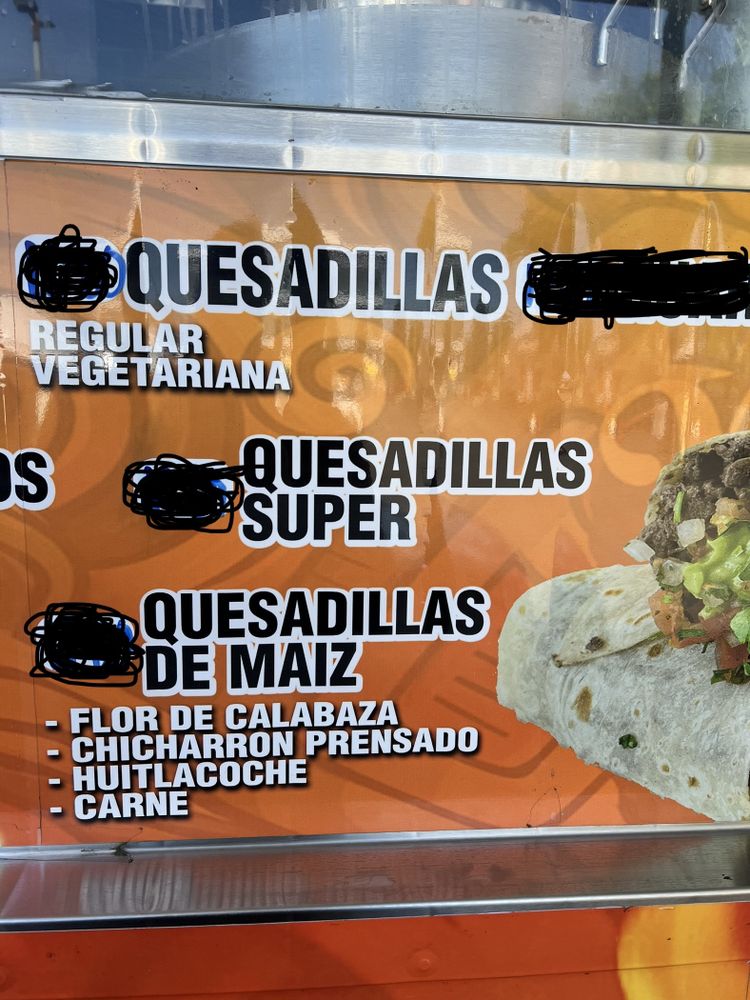 QUESADILLAS
REGULAR
VEGETARIANA
OS
QUESADILLAS
SUPER
QUESADILLAS
DE MAIZ
- FLOR DE CALABAZA
- CHICHARRON PRENSADO
- HUITLACOCHE
- CARNE